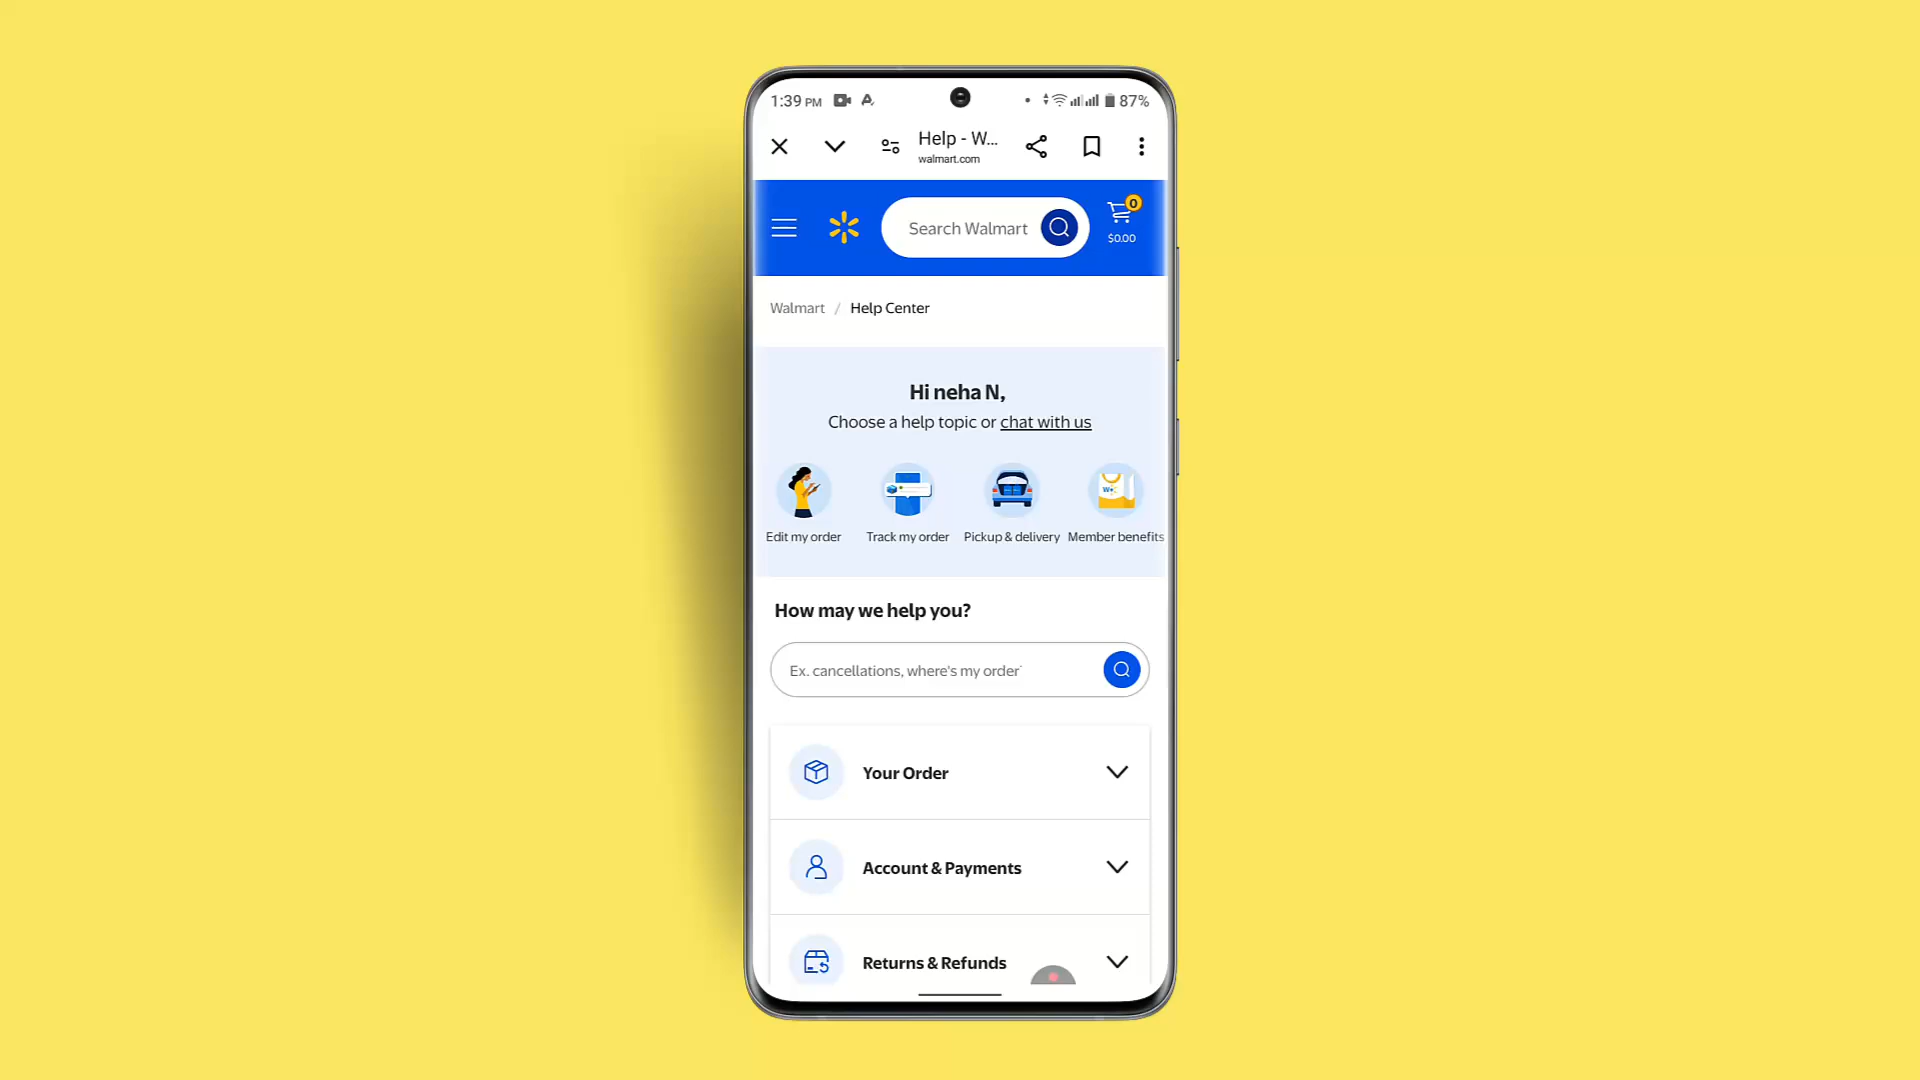 1:39 PM 87%
Help - W...
walmart.com
Search Walmart
0
$0.00
Walmart / Help Center
Hi neha N,
Choose a help topic or chat with us
Edit my order Track my order Pickup & delivery Member benefits
How may we help you?
Ex. cancellations, where's my order
Your Order
Account & Payments
Returns & Refunds